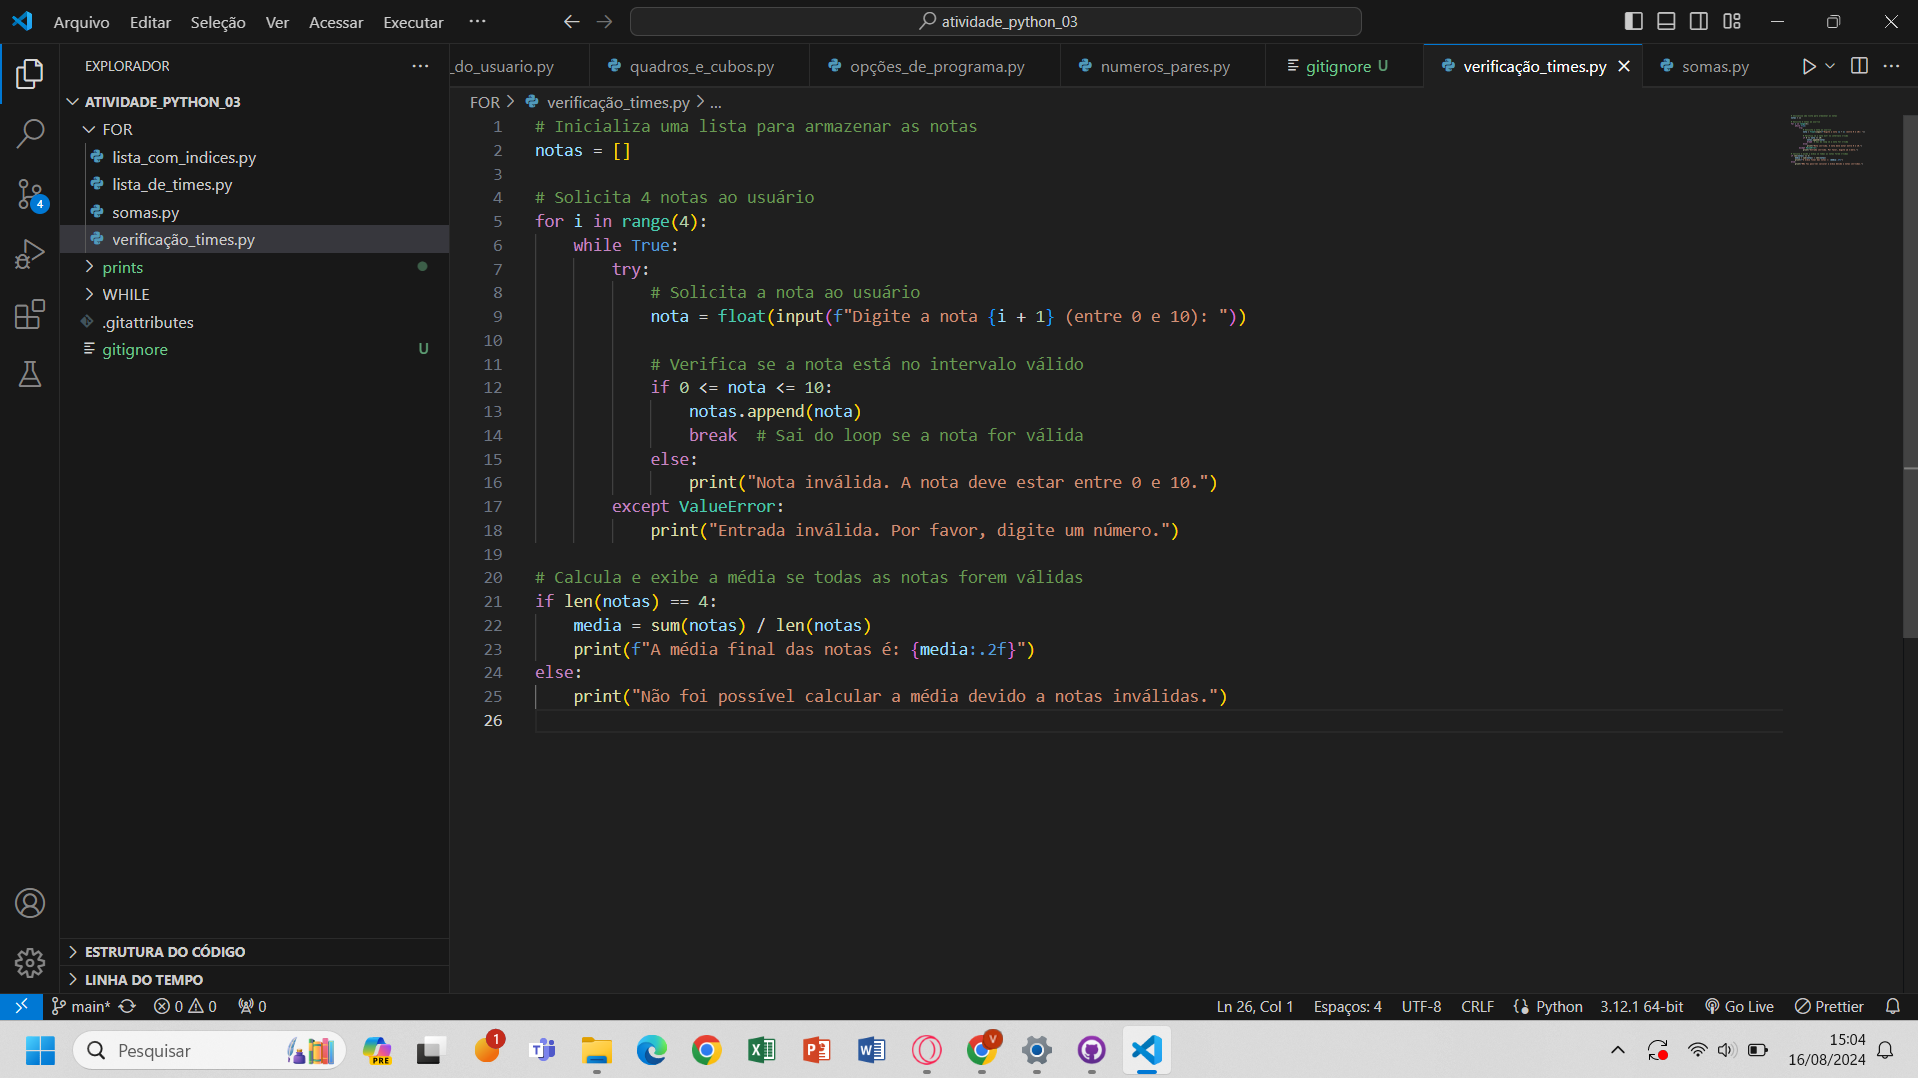 Arquivo Editar Seleção Ver Acessar Executar ··· atividade_python_03
EXPLORADOR ···
ATIVIDADE_PYTHON_03
FOR
lista_com_indices.py
lista_de_times.py
somas.py
verificação_times.py
prints
WHILE
.gitattributes
gitignore U
4
ESTRUTURA DO CÓDIGO
LINHA DO TEMPO
_do_usuario.py quadros_e_cubos.py opções_de_programa.py numeros_pares.py gitignore U verificação_times.py somas.py ···
FOR > verificação_times.py > ...
1 # Inicializa uma lista para armazenar as notas
2 notas = []
3
4 # Solicita 4 notas ao usuário
5 for i in range(4):
6 while True:
7 try:
8 # Solicita a nota ao usuário
9 nota = float(input(f"Digite a nota {i + 1} (entre 0 e 10): "))
10
11 # Verifica se a nota está no intervalo válido
12 if 0 <= nota <= 10:
13 notas.append(nota)
14 break # Sai do loop se a nota for válida
15 else:
16 print("Nota inválida. A nota deve estar entre 0 e 10.")
17 except ValueError:
18 print("Entrada inválida. Por favor, digite um número.")
19
20 # Calcula e exibe a média se todas as notas forem válidas
21 if len(notas) == 4:
22 media = sum(notas) / len(notas)
23 print(f"A média final das notas é: {media:.2f}")
24 else:
25 print("Não foi possível calcular a média devido a notas inválidas.")
26
main* 0 0 0 Ln 26, Col 1 Espaços: 4 UTF-8 CRLF {} Python 3.12.1 64-bit Go Live Prettier
Pesquisar PRE 1 V 15:04
16/08/2024